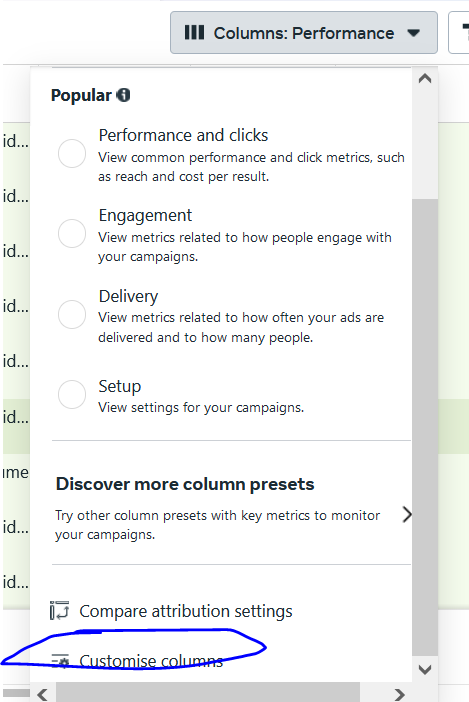 Columns: Performance
Popular
Performance and clicks
View common performance and click metrics, such
as reach and cost per result.
Engagement
View metrics related to how people engage with
your campaigns.
Delivery
View metrics related to how often your ads are
delivered and to how many people.
Setup
View settings for your campaigns.
Discover more column presets
Try other column presets with key metrics to monitor
your campaigns.
Compare attribution settings
Customise columns
id...
id...
id...
id...
id...
id...
ume
id...
id...